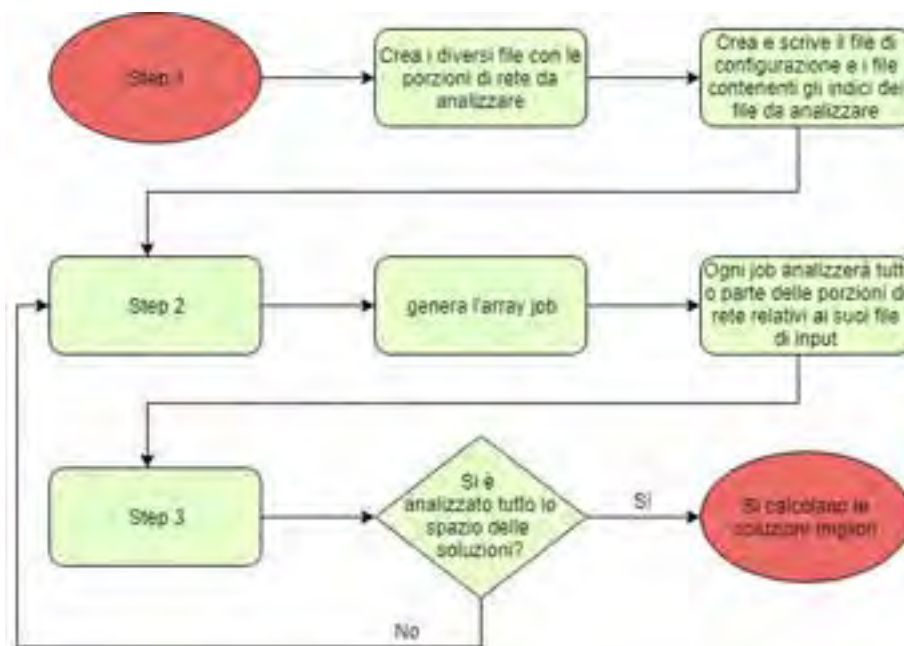 Step 1
Crea i diversi file con le
porzioni di rete da
analizzare
Crea e scrive il file di
configurazione e i file
contenenti gli indici dei
file da analizzare
Step 2
genera l'array job
Ogni job analizzerà tutt
o parte delle porzioni di
rete relativi ai suoi file
di input
Step 3
Si è
analizzato tutto lo
spazio delle
soluzioni?
Si
Si calcolano le
soluzioni migliori
No